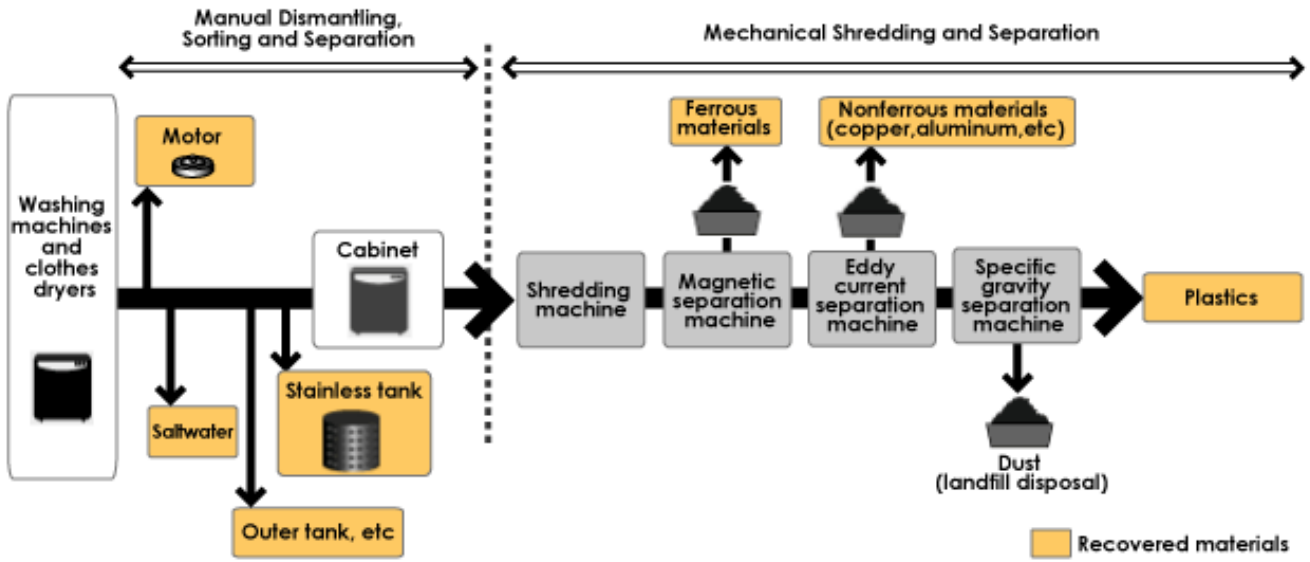 Manual Dismantling,
Sorting and Separation
Mechanical Shredding and Separation
Washing
machines
and
clothes
dryers
Motor
Saltwater
Outer tank, etc
Stainless tank
Cabinet
Shredding
machine
Ferrous
materials
Magnetic
separation
machine
Nonferrous materials
(copper,aluminum,etc)
Eddy
current
separation
machine
Specific
gravity
separation
machine
Dust
(landfill disposal)
Plastics
Recovered materials